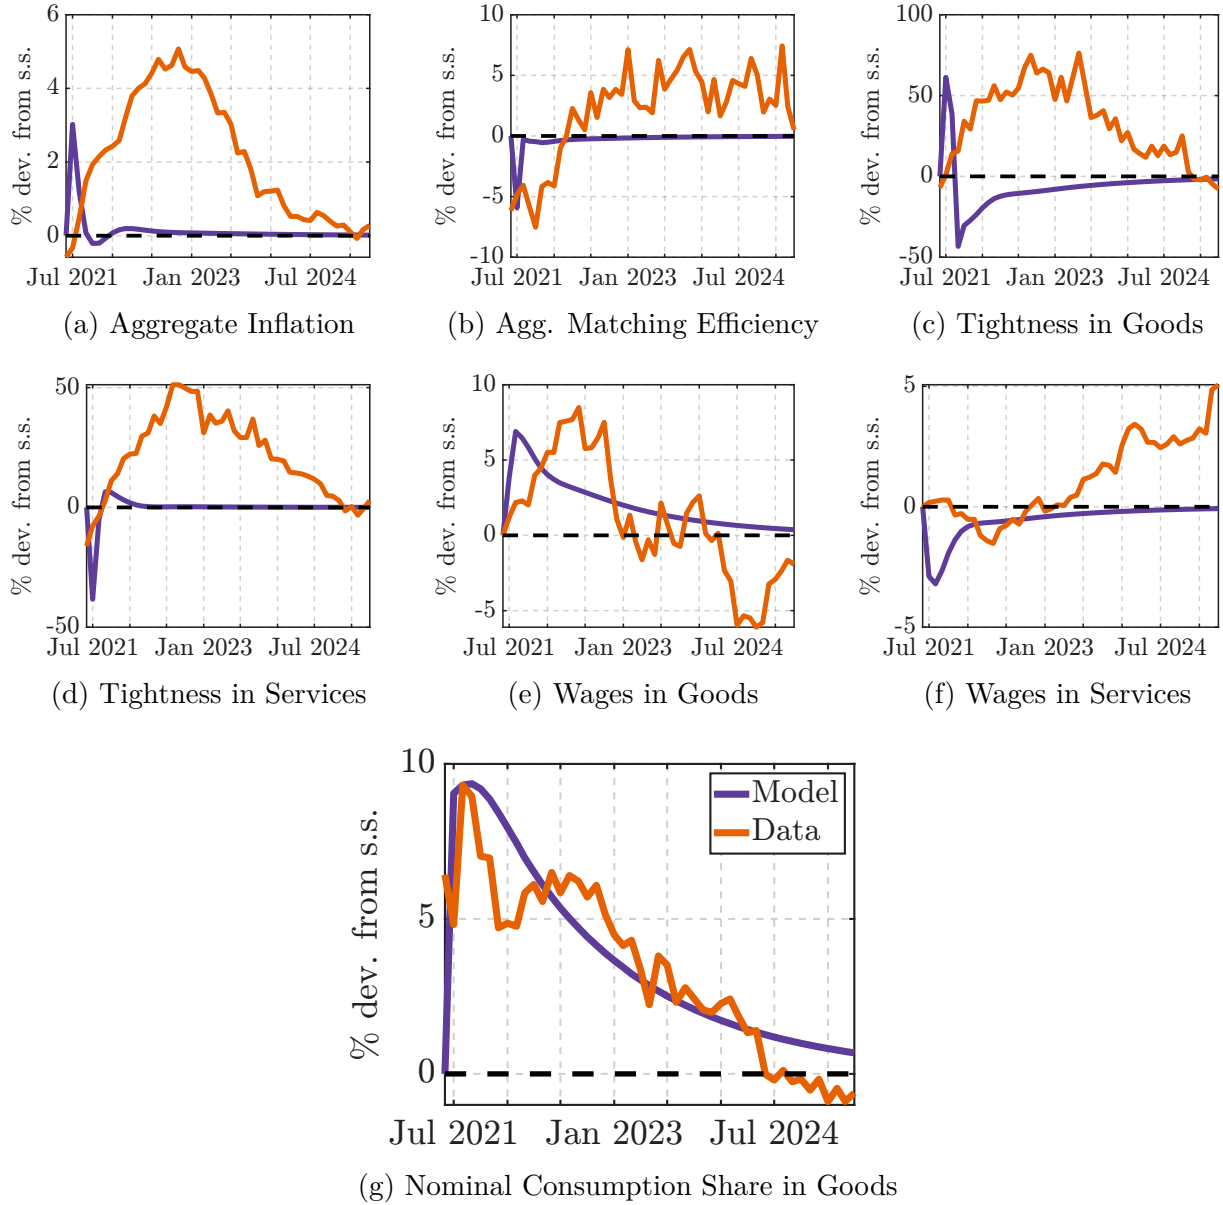 % dev. from s.s.
6
4
2
0
Jul 2021 Jan 2023 Jul 2024
(a) Aggregate Inflation
% dev. from s.s.
10
5
0
-5
-10
Jul 2021 Jan 2023 Jul 2024
(b) Agg. Matching Efficiency
% dev. from s.s.
100
50
0
-50
Jul 2021 Jan 2023 Jul 2024
(c) Tightness in Goods
% dev. from s.s.
50
0
-50
Jul 2021 Jan 2023 Jul 2024
(d) Tightness in Services
% dev. from s.s.
10
5
0
-5
Jul 2021 Jan 2023 Jul 2024
(e) Wages in Goods
% dev. from s.s.
5
0
-5
Jul 2021 Jan 2023 Jul 2024
(f) Wages in Services
% dev. from s.s.
10
5
0
Model
Data
Jul 2021 Jan 2023 Jul 2024
(g) Nominal Consumption Share in Goods